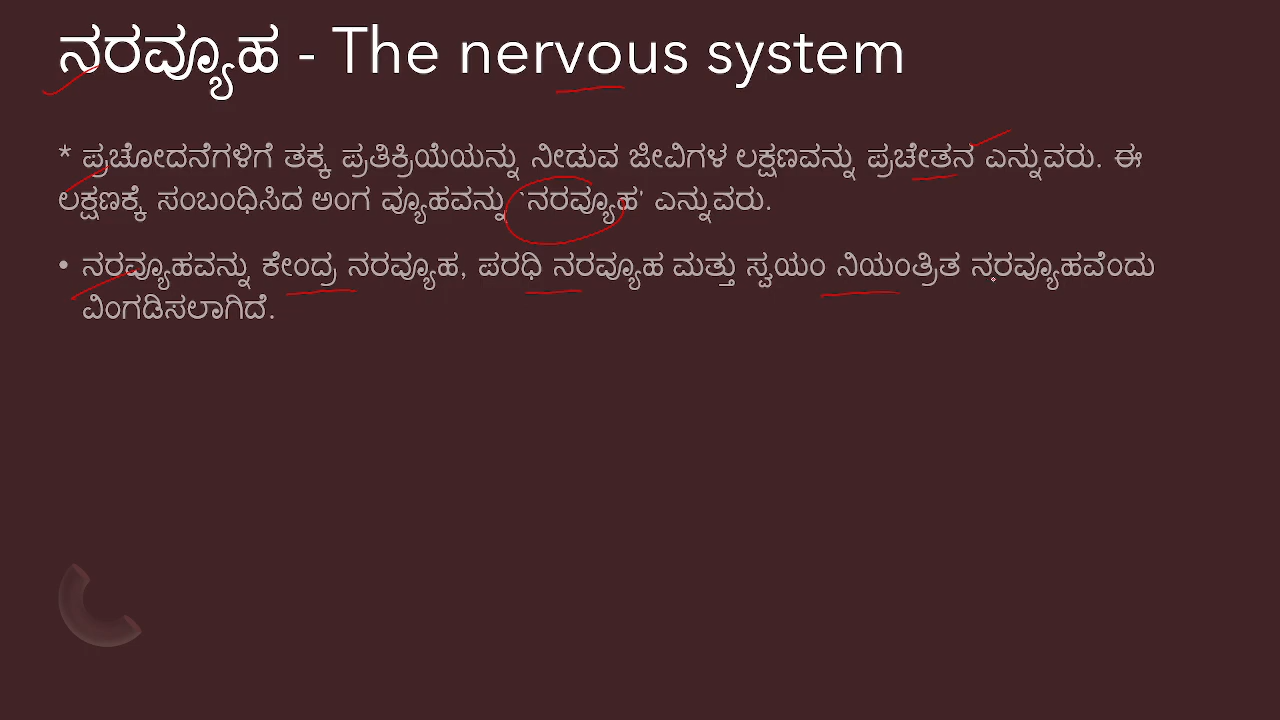 ನರವ್ಯೂಹ - The nervous system
* ಪ್ರಚೋದನೆಗಳಿಗೆ ತಕ್ಕ ಪ್ರತಿಕ್ರಿಯೆಯನ್ನು ನೀಡುವ ಜೀವಿಗಳ ಲಕ್ಷಣವನ್ನು ಪ್ರಚೇತನ ಎನ್ನುವರು. ಈ
ಲಕ್ಷಣಕ್ಕೆ ಸಂಬಂಧಿಸಿದ ಅಂಗ ವ್ಯೂಹವನ್ನು `ನರವ್ಯೂಹ' ಎನ್ನುವರು.
• ನರವ್ಯೂಹವನ್ನು ಕೇಂದ್ರ ನರವ್ಯೂಹ, ಪರಧಿ ನರವ್ಯೂಹ ಮತ್ತು ಸ್ವಯಂ ನಿಯಂತ್ರಿತ ನರವ್ಯೂಹವೆಂದು
ವಿಂಗಡಿಸಲಾಗಿದೆ.